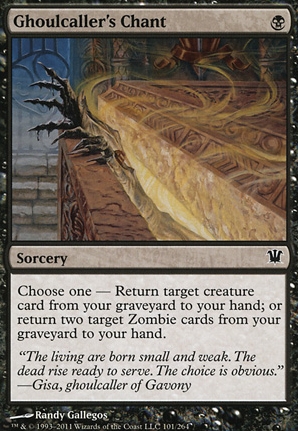 Ghoulcaller's Chant
Sorcery
Choose one — Return target creature
card from your graveyard to your hand; or
return two target Zombie cards from your
graveyard to your hand.
"The living are born small and weak. The
dead rise ready to serve. The choice is obvious."
—Gisa, ghoulcaller of Gavony
Randy Gallegos
™ & © 1993–2011 Wizards of the Coast LLC 101/264